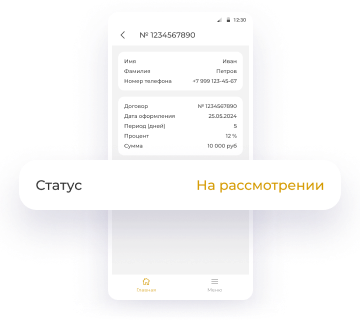 12:30
№ 1234567890
Имя Иван
Фамилия Петров
Номер телефона +7 999 123-45-67
Договор № 1234567890
Дата оформления 25.05.2024
Период (дней) 5
Процент 12 %
Сумма 10 000 руб
Статус На рассмотрении
Главная Меню